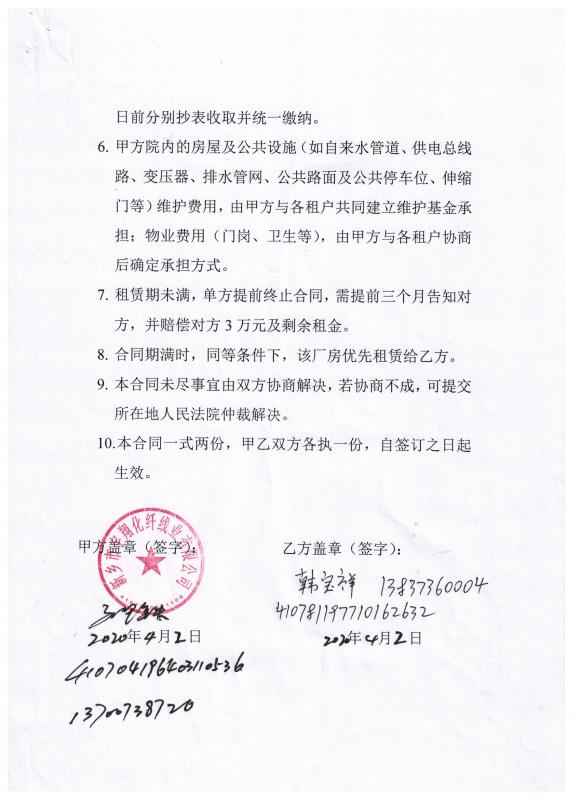 日前分别抄表收取并统一缴纳。
6. 甲方院内的房屋及公共设施（如自来水管道、供电总线
路、变压器、排水管网、公共路面及公共停车位、伸缩
门等）维护费用，由甲方与各租户共同建立维护基金承
担；物业费用（门岗、卫生等），由甲方与各租户协商
后确定承担方式。
7. 租赁期未满，单方提前终止合同，需提前三个月告知对
方，并赔偿对方 3 万元及剩余租金。
8. 合同期满时，同等条件下，该厂房优先租赁给乙方。
9. 本合同未尽事宜由双方协商解决，若协商不成，可提交
所在地人民法院仲裁解决。
10.本合同一式两份，甲乙双方各执一份，自签订之日起
生效。
甲方盖章（签字）：
新乡市 翔化纤线业有限公司
2020年4月2日
410704196403110536
13700738720
乙方盖章（签字）：
韩宝祥 13837360004
410781197710162632
2020年4月2日